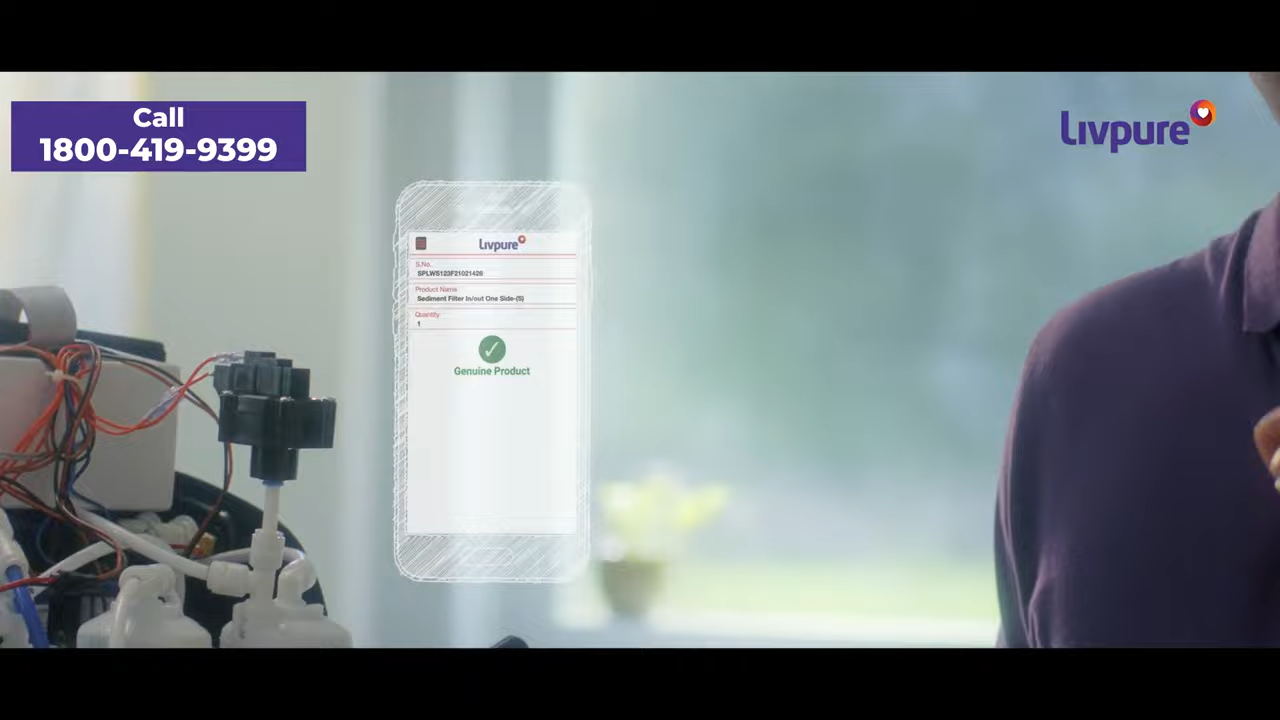 Call
1800-419-9399
Livpure
Livpure
S.No.
SPLWS123F21021426
Product Name
Sediment Filter In/out One Side-(S)
Quantity
1
Genuine Product